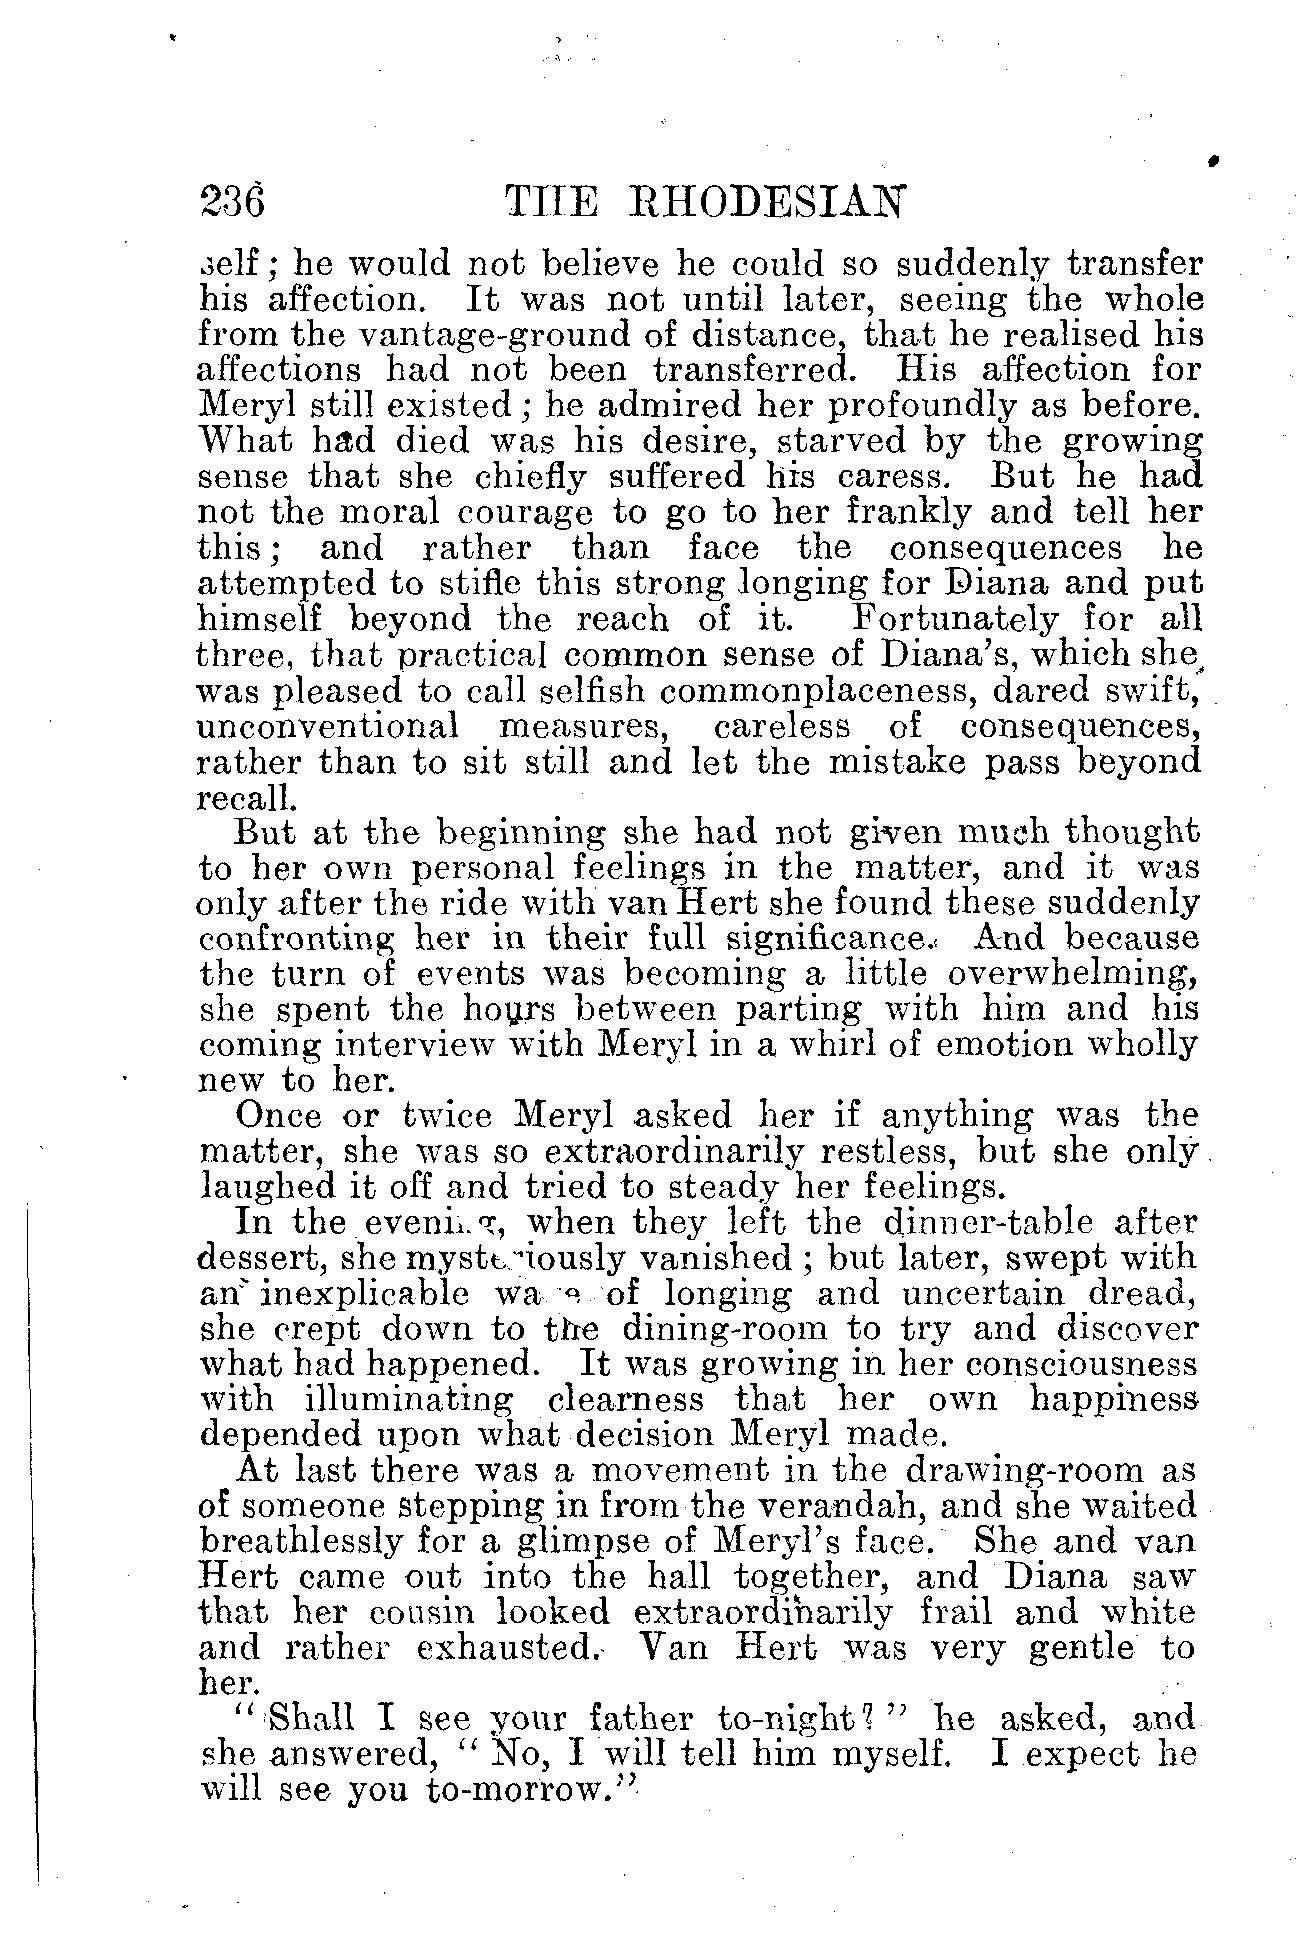 236 THE RHODESIAN
self; he would not believe he could so suddenly transfer
his affection. It was not until later, seeing the whole
from the vantage-ground of distance, that he realised his
affections had not been transferred. His affection for
Meryl still existed; he admired her profoundly as before.
What had died was his desire, starved by the growing
sense that she chiefly suffered his caress. But he had
not the moral courage to go to her frankly and tell her
this; and rather than face the consequences he
attempted to stifle this strong longing for Diana and put
himself beyond the reach of it. Fortunately for all
three, that practical common sense of Diana's, which she
was pleased to call selfish commonplaceness, dared swift,
unconventional measures, careless of consequences,
rather than to sit still and let the mistake pass beyond
recall.
But at the beginning she had not given much thought
to her own personal feelings in the matter, and it was
only after the ride with van Hert she found these suddenly
confronting her in their full significance. And because
the turn of events was becoming a little overwhelming,
she spent the hours between parting with him and his
coming interview with Meryl in a whirl of emotion wholly
new to her.
Once or twice Meryl asked her if anything was the
matter, she was so extraordinarily restless, but she only
laughed it off and tried to steady her feelings.
In the evening, when they left the dinner-table after
dessert, she mysteriously vanished; but later, swept with
an inexplicable wave of longing and uncertain dread,
she crept down to the dining-room to try and discover
what had happened. It was growing in her consciousness
with illuminating clearness that her own happiness
depended upon what decision Meryl made.
At last there was a movement in the drawing-room as
of someone stepping in from the verandah, and she waited
breathlessly for a glimpse of Meryl's face. She and van
Hert came out into the hall together, and Diana saw
that her cousin looked extraordinarily frail and white
and rather exhausted. Van Hert was very gentle to
her.
"Shall I see your father to-night?" he asked, and
she answered, "No, I will tell him myself. I expect he
will see you to-morrow."